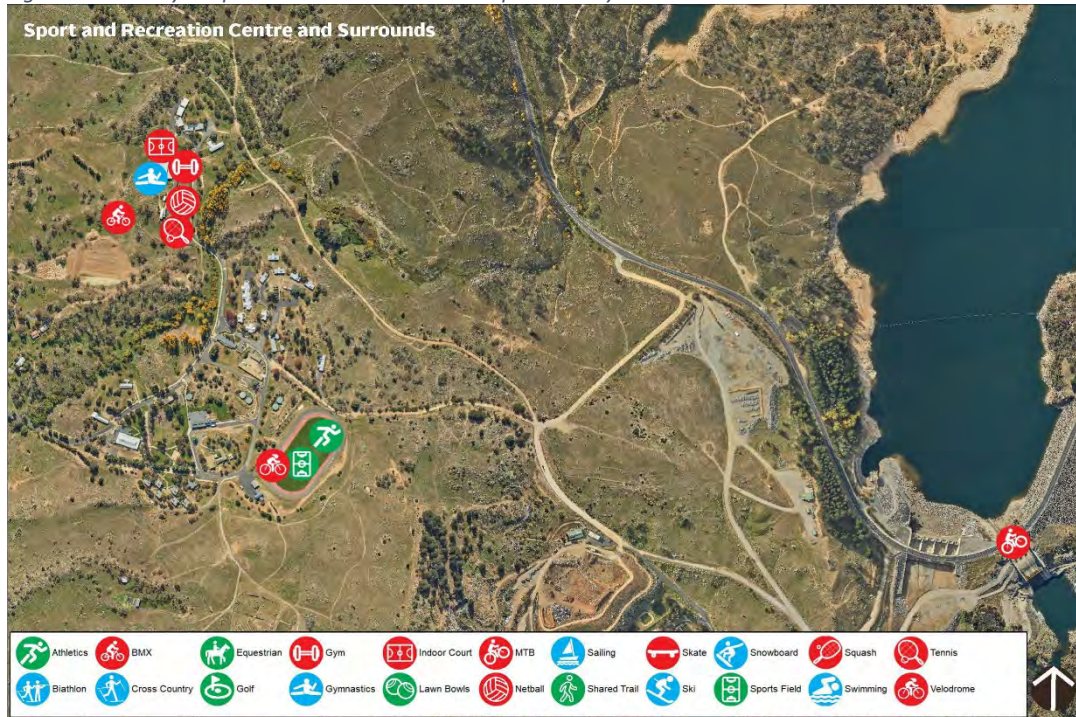 Sport and Recreation Centre and Surrounds
Athletics BMX Equestrian Gym Indoor Court MTB Sailing Skate Snowboard Squash Tennis
Biathlon Cross Country Golf Gymnastics Lawn Bowls Netball Shared Trail Ski Sports Field Swimming Velodrome